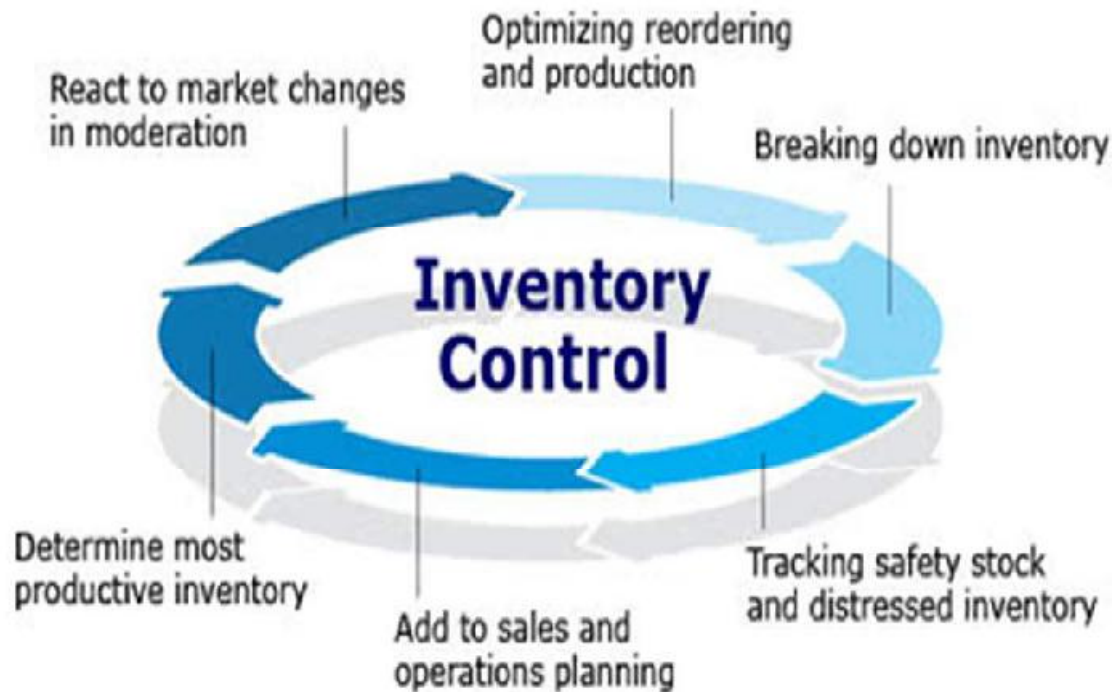 Optimizing reordering
and production
React to market changes
in moderation
Breaking down inventory
Inventory
Control
Determine most
productive inventory
Tracking safety stock
and distressed inventory
Add to sales and
operations planning